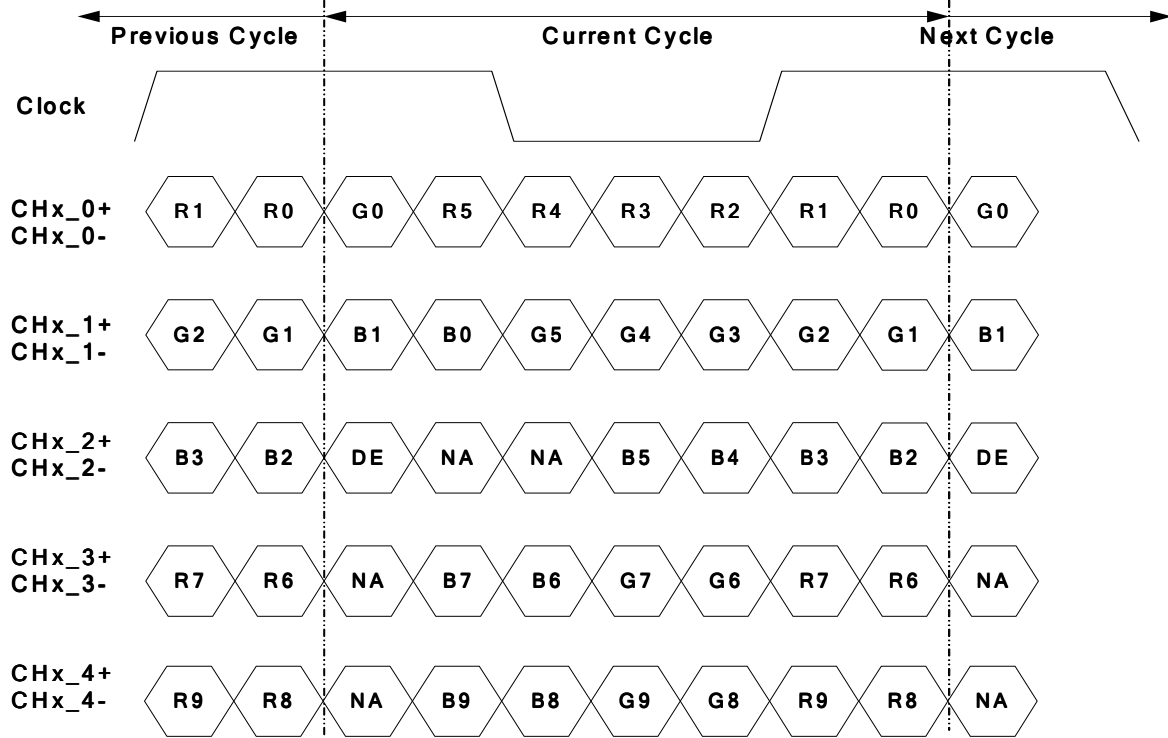 Previous Cycle Current Cycle Next Cycle
Clock
CHx_0+
CHx_0-
R1 R0 G0 R5 R4 R3 R2 R1 R0 G0
CHx_1+
CHx_1-
G2 G1 B1 B0 G5 G4 G3 G2 G1 B1
CHx_2+
CHx_2-
B3 B2 DE NA NA B5 B4 B3 B2 DE
CHx_3+
CHx_3-
R7 R6 NA B7 B6 G7 G6 R7 R6 NA
CHx_4+
CHx_4-
R9 R8 NA B9 B8 G9 G8 R9 R8 NA